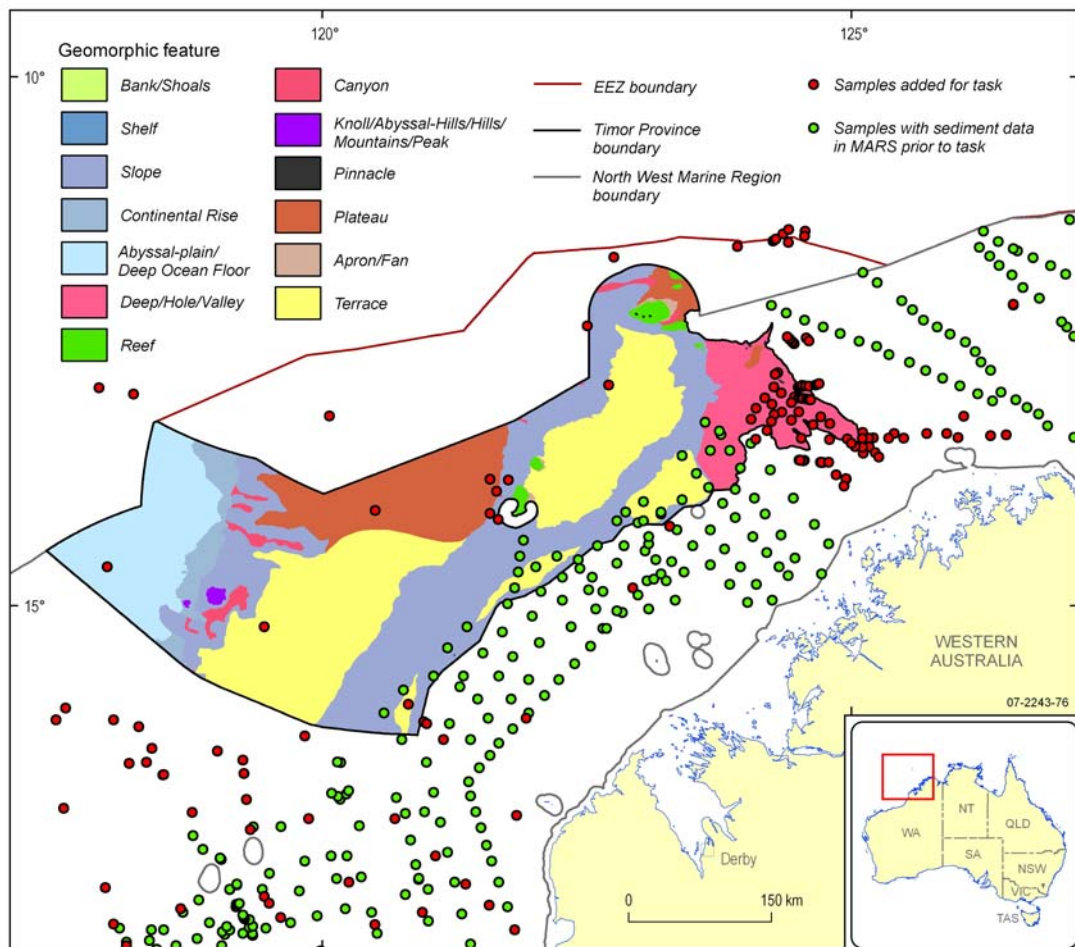 120°
125°
10°
15°
Geomorphic feature
Bank/Shoals
Shelf
Slope
Continental Rise
Abyssal-plain/
Deep Ocean Floor
Deep/Hole/Valley
Reef
Canyon
Knoll/Abyssal-Hills/Hills/
Mountains/Peak
Pinnacle
Plateau
Apron/Fan
Terrace
EEZ boundary
Timor Province
boundary
North West Marine Region
boundary
Samples added for task
Samples with sediment data
in MARS prior to task
WESTERN
AUSTRALIA
07-2243-76
Derby
0
150 km
WA
NT
QLD
SA
NSW
VIC
TAS